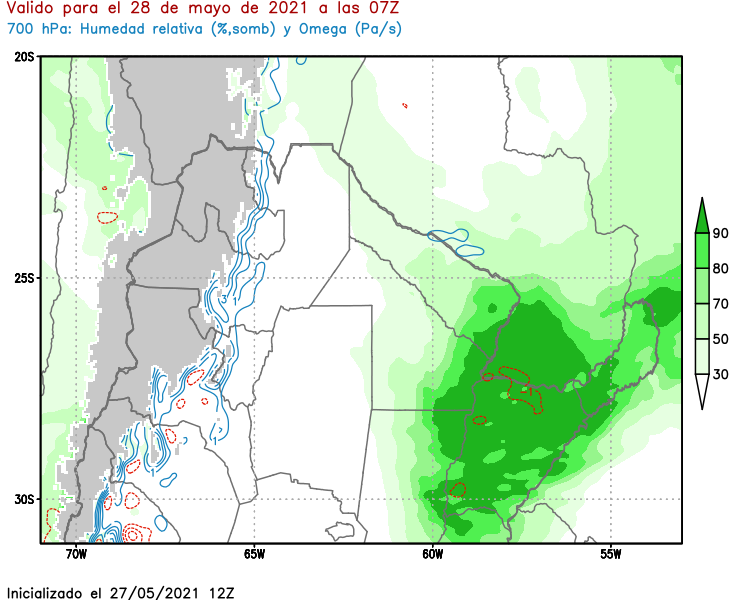 Valido para el 28 de mayo de 2021 a las 07Z
700 hPa: Humedad relativa (%,somb) y Omega (Pa/s)
20S
25S
30S
70W
65W
60W
55W
90
80
70
50
30
Inicializado el 27/05/2021 12Z